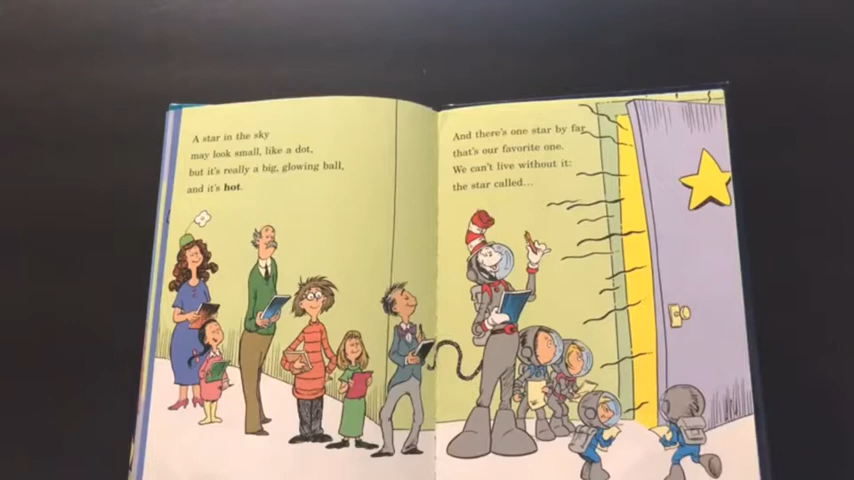 A star in the sky
may look small, like a dot,
but it's really a big, glowing ball,
and it's hot.
And there's one star by far
that's our favorite one.
We can't live without it:
the star called...